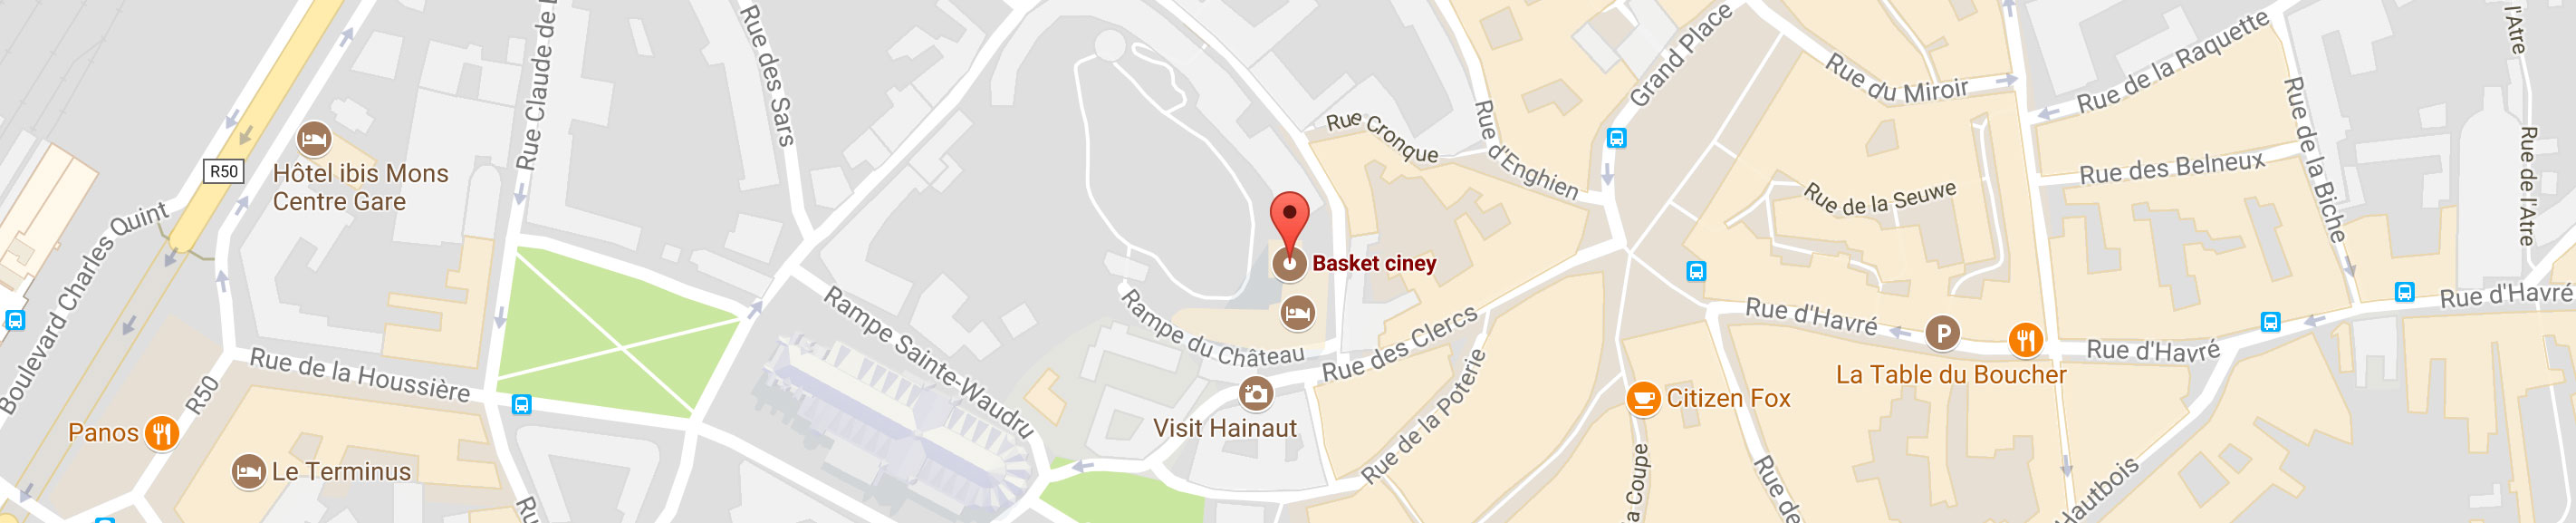 Rue Claude de
Rue des Sars
Grand Place
Rue du Miroir
Rue de la Raquette
l'Atre
Hôtel ibis Mons
Centre Gare
R50
Boulevard Charles Quint
Rue Cronque
Rue d'Enghien
Rue de la Seuwe
Rue des Belneux
Rue de la Biche
Rue de l'Atre
Basket ciney
Rampe Sainte-Waudru
Rampe du Château
Rue des Clercs
Rue d'Havré
P
Rue d'Havré
Rue d'Havré
La Table du Boucher
Rue de la Houssière
R50
Citizen Fox
Visit Hainaut
Rue de la Poterie
Panos
Le Terminus
Ru
a Coupe
Rue de
Hautbois